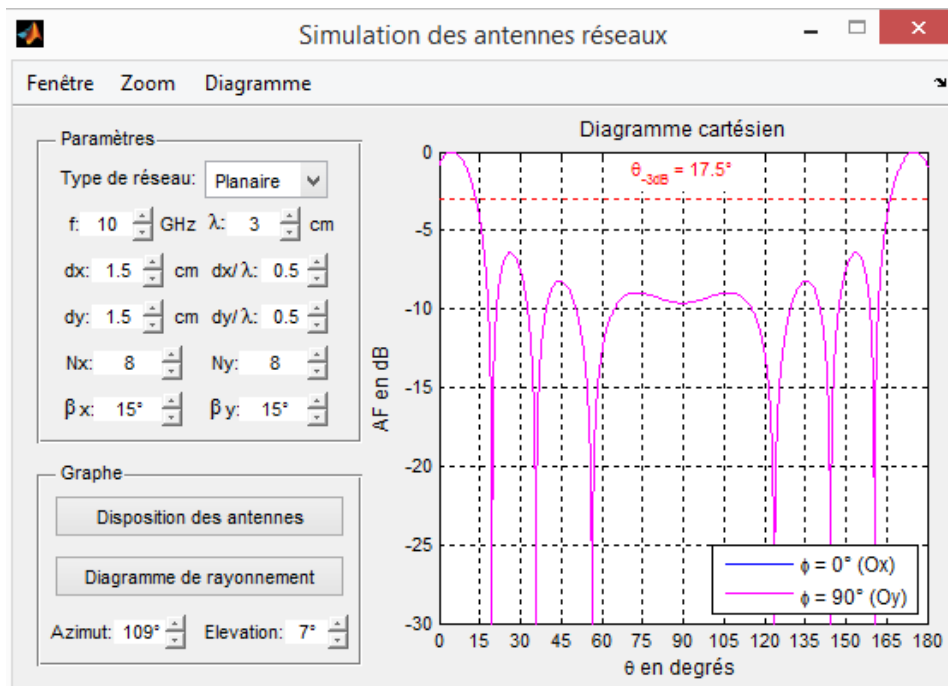 Simulation des antennes réseaux
Fenêtre Zoom Diagramme
Paramètres
Type de réseau: Planaire
f: 10 GHz λ: 3 cm
dx: 1.5 cm dx/λ: 0.5
dy: 1.5 cm dy/λ: 0.5
Nx: 8 Ny: 8
βx: 15° βy: 15°
Graphe
Disposition des antennes
Diagramme de rayonnement
Azimut: 109° Elevation: 7°
Diagramme cartésien
θ-3dB = 17.5°
AF en dB
0
-5
-10
-15
-20
-25
-30
ϕ = 0° (Ox)
ϕ = 90° (Oy)
0 15 30 45 60 75 90 105 120 135 150 165 180
θ en degrés